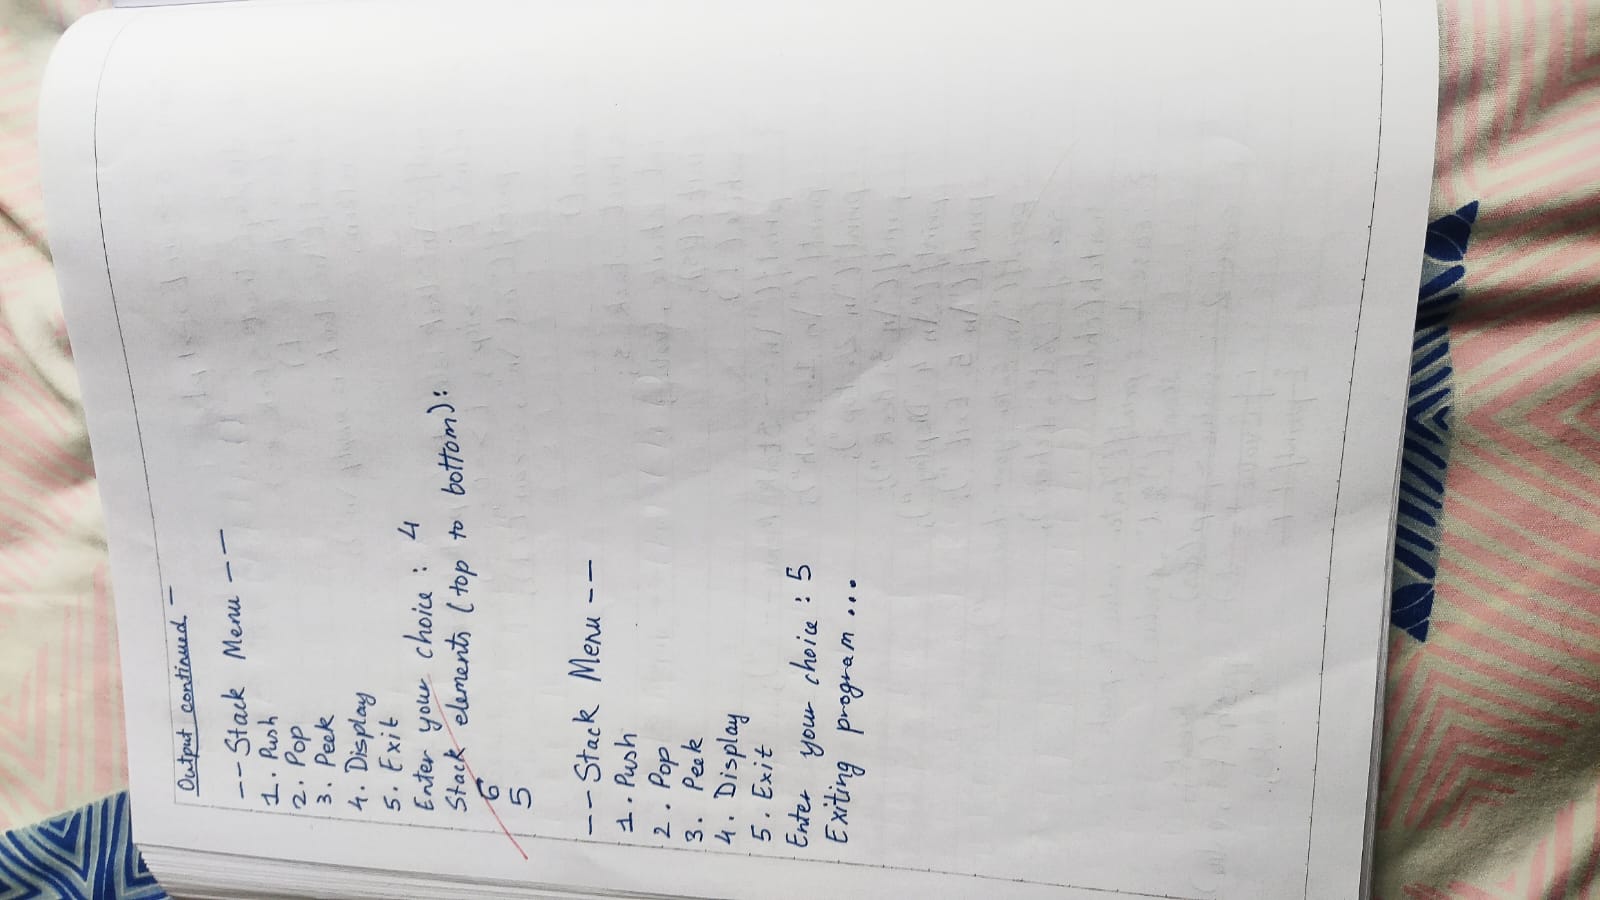 Output continued -
-- Stack Menu --
1. Push
2. Pop
3. Peek
4. Display
5. Exit
Enter your choice : 4
Stack elements (top to bottom):
6
5
-- Stack Menu --
1. Push
2. Pop
3. Peek
4. Display
5. Exit
Enter your choice : 5
Exiting program...